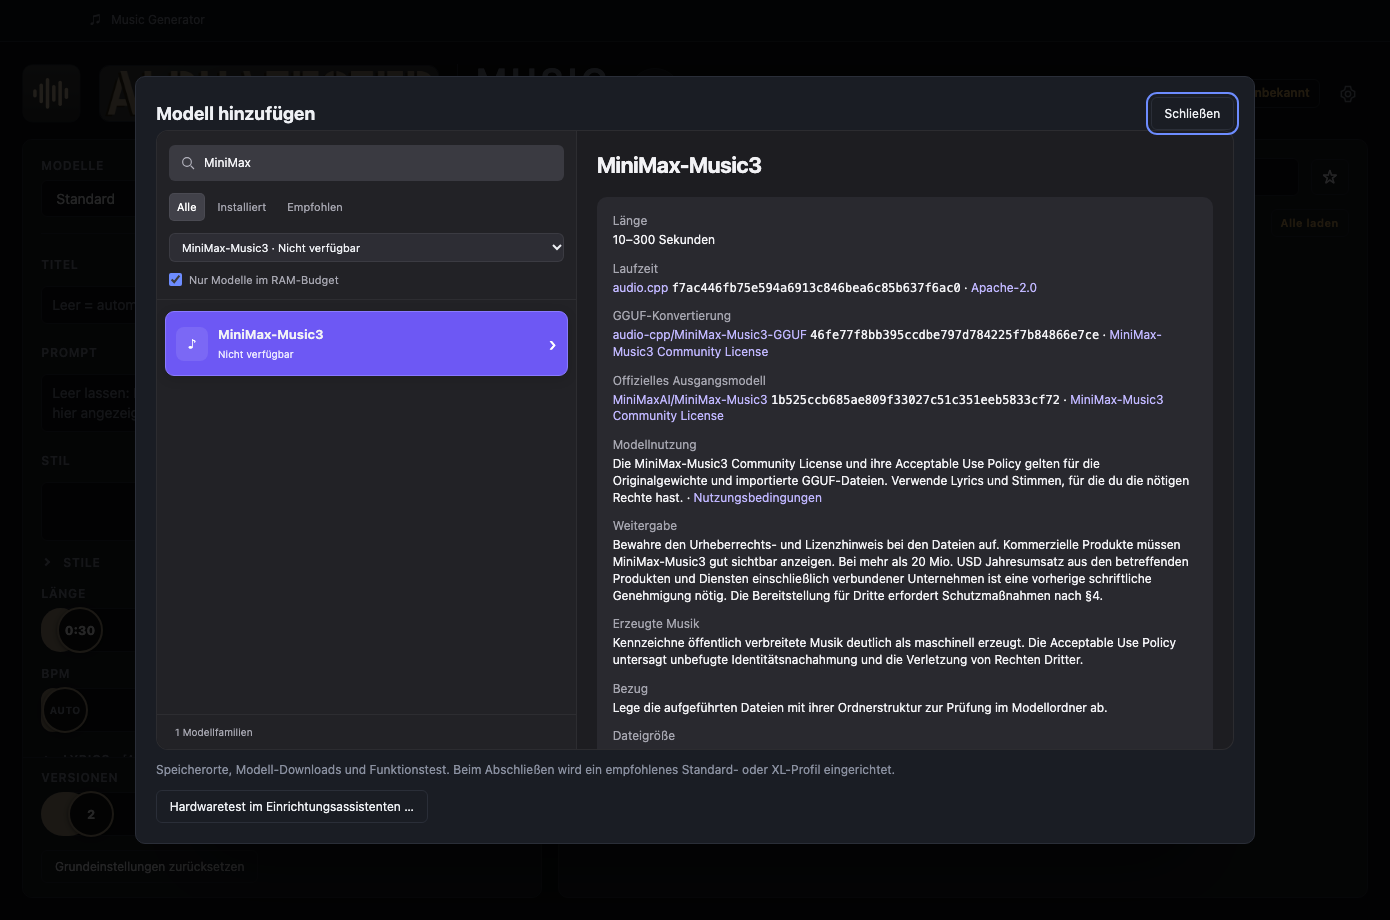 Music Generator
Modell hinzufügen
Schließen
nbekannt
MODELLE
Standard
TITEL
Leer = autom
PROMPT
Leer lassen:
hier angezeig
STIL
STILE
LÄNGE
0:30
BPM
AUTO
VERSIONEN
2
Grundeinstellungen zurücksetzen
Alle laden
MiniMax
Alle
Installiert
Empfohlen
MiniMax-Music3 · Nicht verfügbar
Nur Modelle im RAM-Budget
MiniMax-Music3
Nicht verfügbar
1 Modellfamilien
MiniMax-Music3
Länge
10–300 Sekunden
Laufzeit
audio.cpp f7ac446fb75e594a6913c846bea6c85b637f6ac0 · Apache-2.0
GGUF-Konvertierung
audio-cpp/MiniMax-Music3-GGUF 46fe77f8bb395ccdbe797d784225f7b84866e7ce · MiniMax-
Music3 Community License
Offizielles Ausgangsmodell
MiniMaxAI/MiniMax-Music3 1b525ccb685ae809f33027c51c351eeb5833cf72 · MiniMax-Music3
Community License
Modellnutzung
Die MiniMax-Music3 Community License und ihre Acceptable Use Policy gelten für die
Originalgewichte und importierte GGUF-Dateien. Verwende Lyrics und Stimmen, für die du die nötigen
Rechte hast. · Nutzungsbedingungen
Weitergabe
Bewahre den Urheberrechts- und Lizenzhinweis bei den Dateien auf. Kommerzielle Produkte müssen
MiniMax-Music3 gut sichtbar anzeigen. Bei mehr als 20 Mio. USD Jahresumsatz aus den betreffenden
Produkten und Diensten einschließlich verbundener Unternehmen ist eine vorherige schriftliche
Genehmigung nötig. Die Bereitstellung für Dritte erfordert Schutzmaßnahmen nach §4.
Erzeugte Musik
Kennzeichne öffentlich verbreitete Musik deutlich als maschinell erzeugt. Die Acceptable Use Policy
untersagt unbefugte Identitätsnachahmung und die Verletzung von Rechten Dritter.
Bezug
Lege die aufgeführten Dateien mit ihrer Ordnerstruktur zur Prüfung im Modellordner ab.
Dateigröße
Speicherorte, Modell-Downloads und Funktionstest. Beim Abschließen wird ein empfohlenes Standard- oder XL-Profil eingerichtet.
Hardwaretest im Einrichtungsassistenten ...